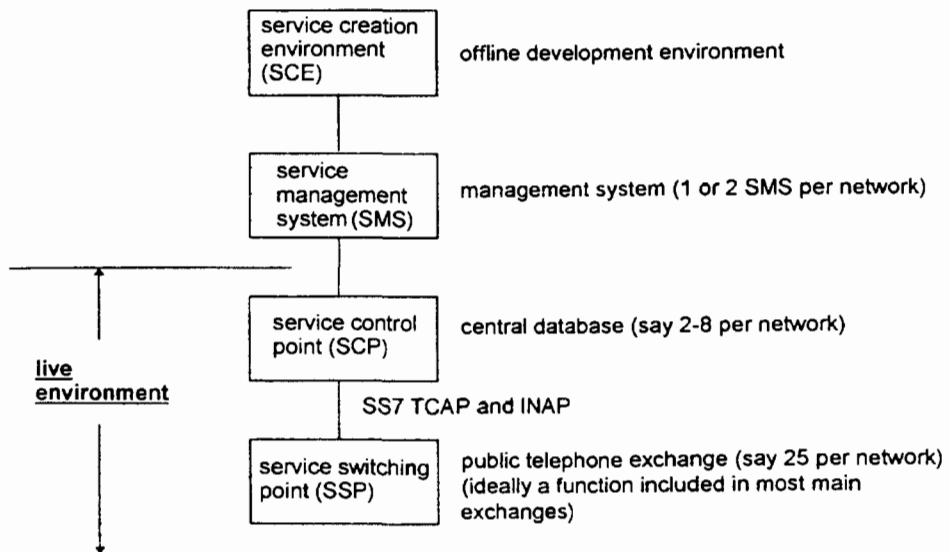 service creation
environment
(SCE)
offline development environment
service
management
system (SMS)
management system (1 or 2 SMS per network)
service control
point (SCP)
central database (say 2-8 per network)
live
environment
SS7 TCAP and INAP
service switching
point (SSP)
public telephone exchange (say 25 per network)
(ideally a function included in most main
exchanges)